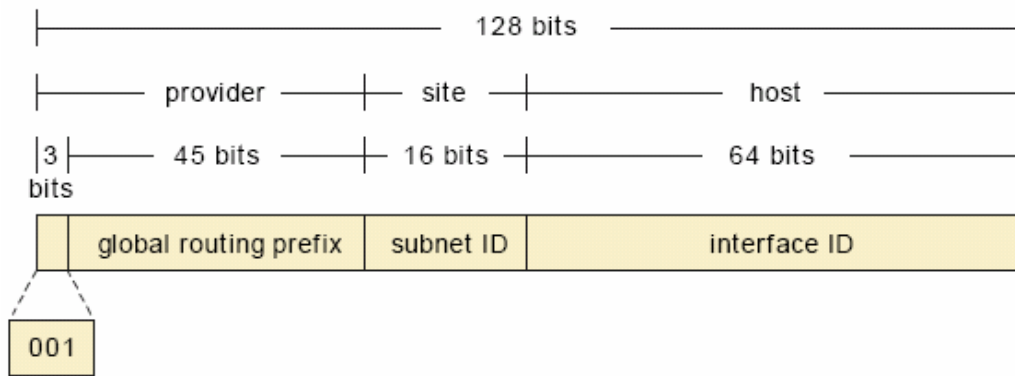 128 bits
provider site host
3 45 bits 16 bits 64 bits
bits
global routing prefix subnet ID interface ID
001